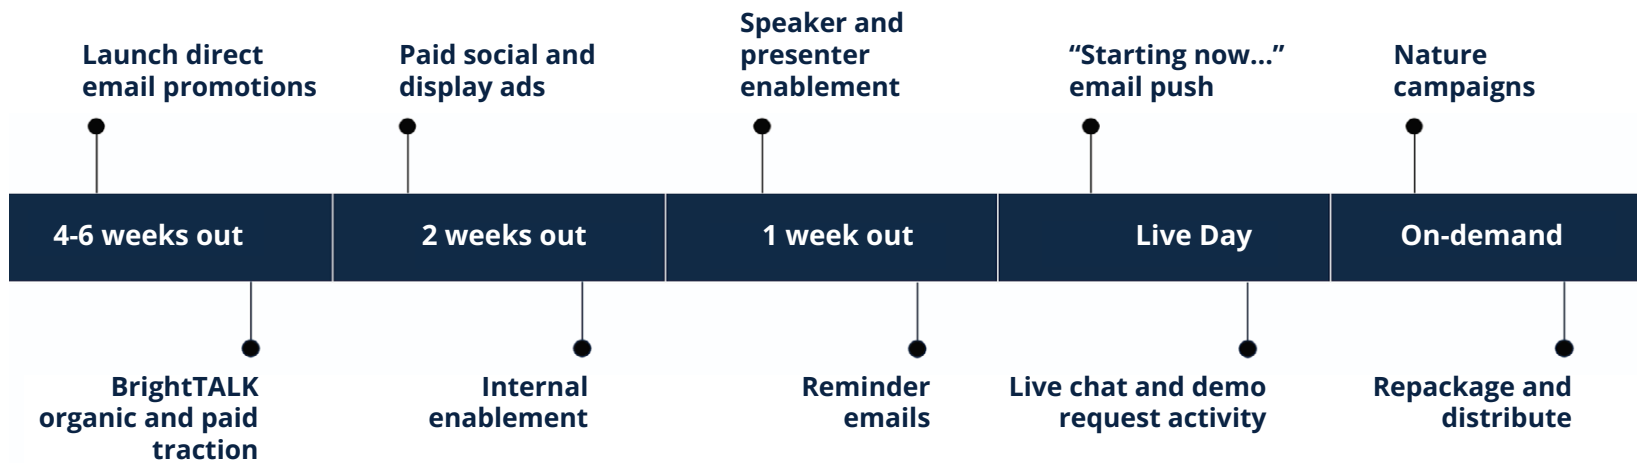 Launch direct
email promotions
Paid social and
display ads
Speaker and
presenter
enablement
“Starting now...”
email push
Nature
campaigns
4-6 weeks out
2 weeks out
1 week out
Live Day
On-demand
BrightTALK
organic and paid
traction
Internal
enablement
Reminder
emails
Live chat and demo
request activity
Repackage and
distribute